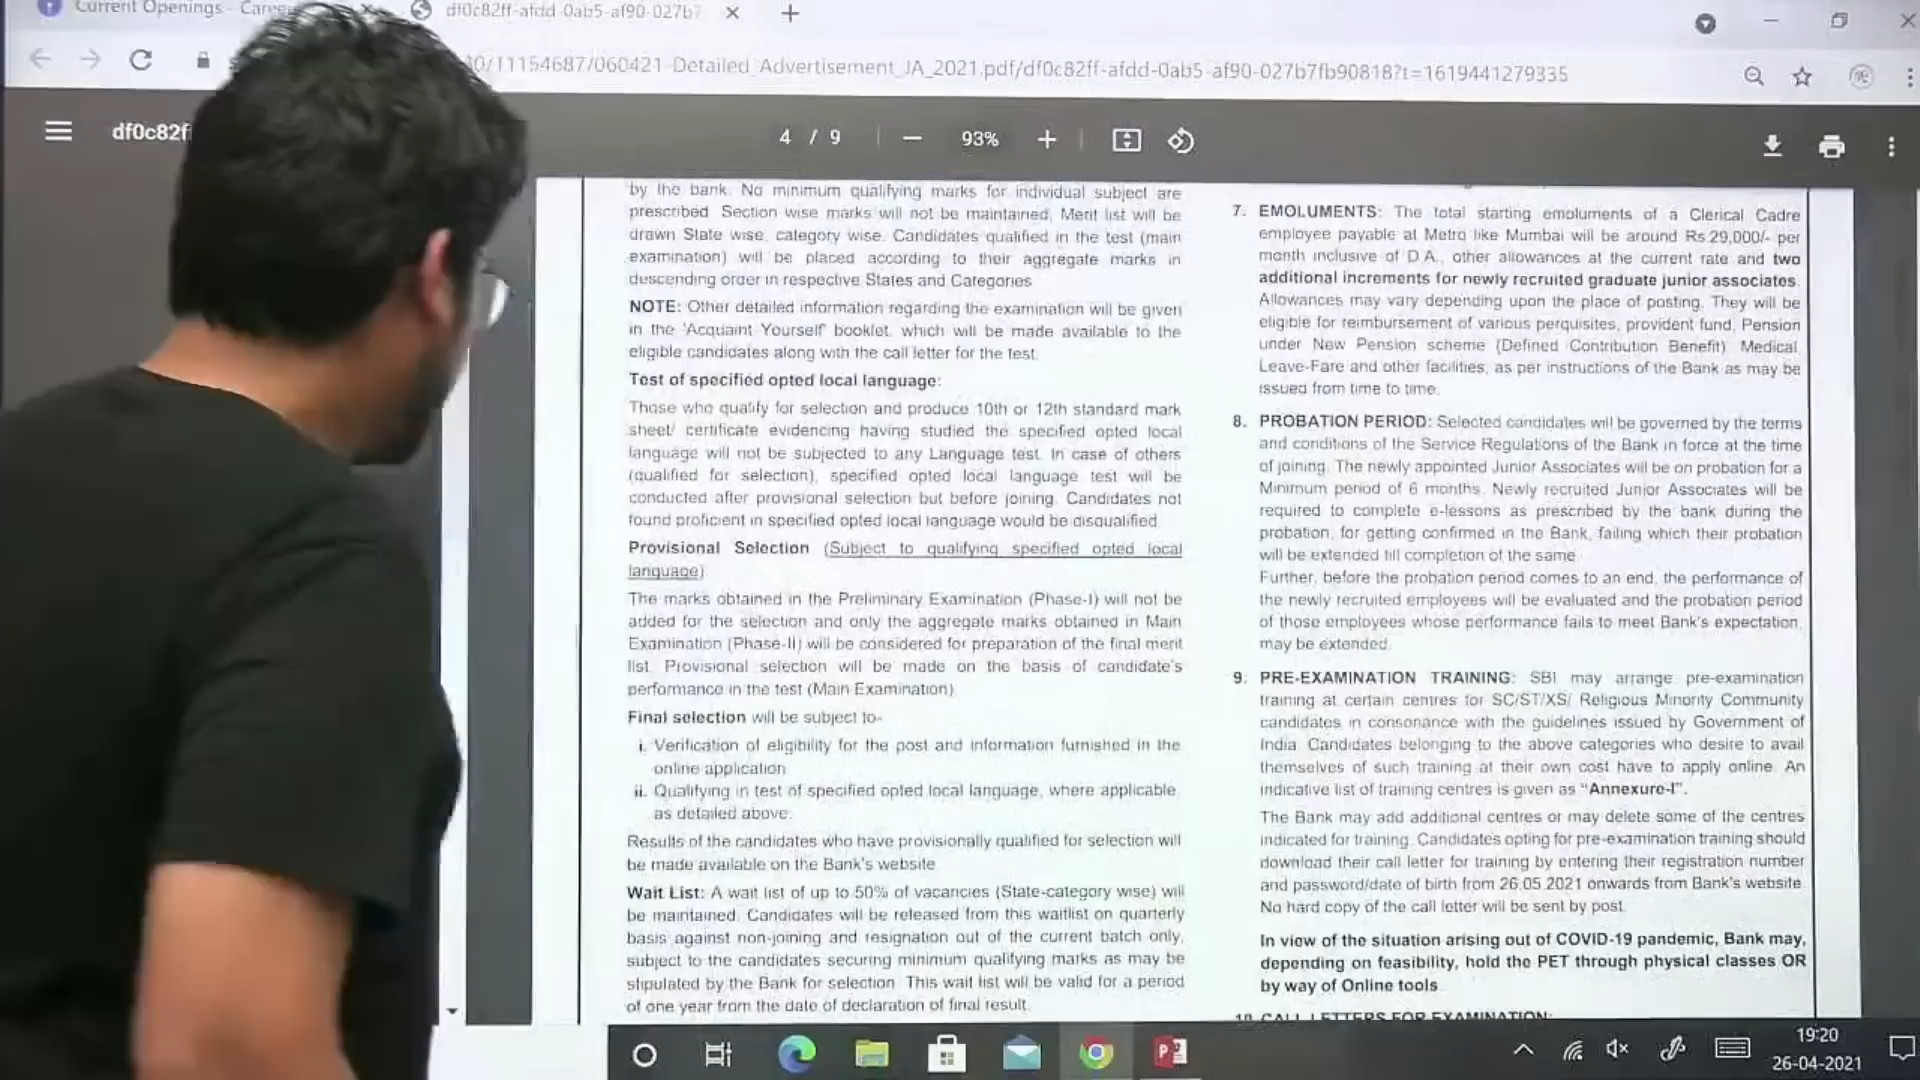 Current Openings - Caree
df0c82ff-afdd-0ab5-af90-027b7
30/11154687/060421-Detailed_Advertisement_JA_2021.pdf/df0c82ff-afdd-0ab5-af90-027b7fb90818?t=1619441279335
df0c82f
4 / 9
93%
by the bank. No minimum qualifying marks for individual subject are
prescribed Section wise marks will not be maintained, Merit list will be
drawn State wise, category wise. Candidates qualified in the test (main
examination) will be placed according to their aggregate marks in
descending order in respective States and Categories
NOTE: Other detailed information regarding the examination will be given
in the 'Acquaint Yourself' booklet, which will be made available to the
eligible candidates along with the call letter for the test.
Test of specified opted local language:
Those who qualify for selection and produce 10th or 12th standard mark
sheet/ certificate evidencing having studied the specified opted local
language will not be subjected to any Language test. In case of others
(qualified for selection), specified opted local language test will be
conducted after provisional selection but before joining. Candidates not
found proficient in specified opted local language would be disqualified.
Provisional Selection (Subject to qualifying specified opted local
language)
The marks obtained in the Preliminary Examination (Phase-I) will not be
added for the selection and only the aggregate marks obtained in Main
Examination (Phase-II) will be considered for preparation of the final merit
list. Provisional selection will be made on the basis of candidate's
performance in the test (Main Examination)
Final selection will be subject to-
i. Verification of eligibility for the post and information furnished in the
online application
ii. Qualifying in test of specified opted local language, where applicable,
as detailed above.
Results of the candidates who have provisionally qualified for selection will
be made available on the Bank's website
Wait List: A wait list of up to 50% of vacancies (State-category wise) will
be maintained. Candidates will be released from this waitlist on quarterly
basis against non-joining and resignation out of the current batch only,
subject to the candidates securing minimum qualifying marks as may be
stipulated by the Bank for selection. This wait list will be valid for a period
of one year from the date of declaration of final result.
7. EMOLUMENTS: The total starting emoluments of a Clerical Cadre
employee payable at Metro like Mumbai will be around Rs.29,000/- per
month inclusive of D.A., other allowances at the current rate and two
additional increments for newly recruited graduate junior associates.
Allowances may vary depending upon the place of posting. They will be
eligible for reimbursement of various perquisites, provident fund, Pension
under New Pension scheme (Defined Contribution Benefit) Medical,
Leave-Fare and other facilities, as per instructions of the Bank as may be
issued from time to time.
8. PROBATION PERIOD: Selected candidates will be governed by the terms
and conditions of the Service Regulations of the Bank in force at the time
of joining. The newly appointed Junior Associates will be on probation for a
Minimum period of 6 months. Newly recruited Junior Associates will be
required to complete e-lessons as prescribed by the bank during the
probation, for getting confirmed in the Bank, failing which their probation
will be extended till completion of the same
Further, before the probation period comes to an end, the performance of
the newly recruited employees will be evaluated and the probation period
of those employees whose performance fails to meet Bank's expectation,
may be extended.
9. PRE-EXAMINATION TRAINING: SBI may arrange pre-examination
training at certain centres for SC/ST/XS/ Religious Minority Community
candidates in consonance with the guidelines issued by Government of
India. Candidates belonging to the above categories who desire to avail
themselves of such training at their own cost have to apply online. An
indicative list of training centres is given as "Annexure-I".
The Bank may add additional centres or may delete some of the centres
indicated for training. Candidates opting for pre-examination training should
download their call letter for training by entering their registration number
and password/date of birth from 26.05.2021 onwards from Bank's website.
No hard copy of the call letter will be sent by post.
In view of the situation arising out of COVID-19 pandemic, Bank may,
depending on feasibility, hold the PET through physical classes OR
by way of Online tools
10. CALL LETTERS FOR EXAMINATION:
19:20
26-04-2021